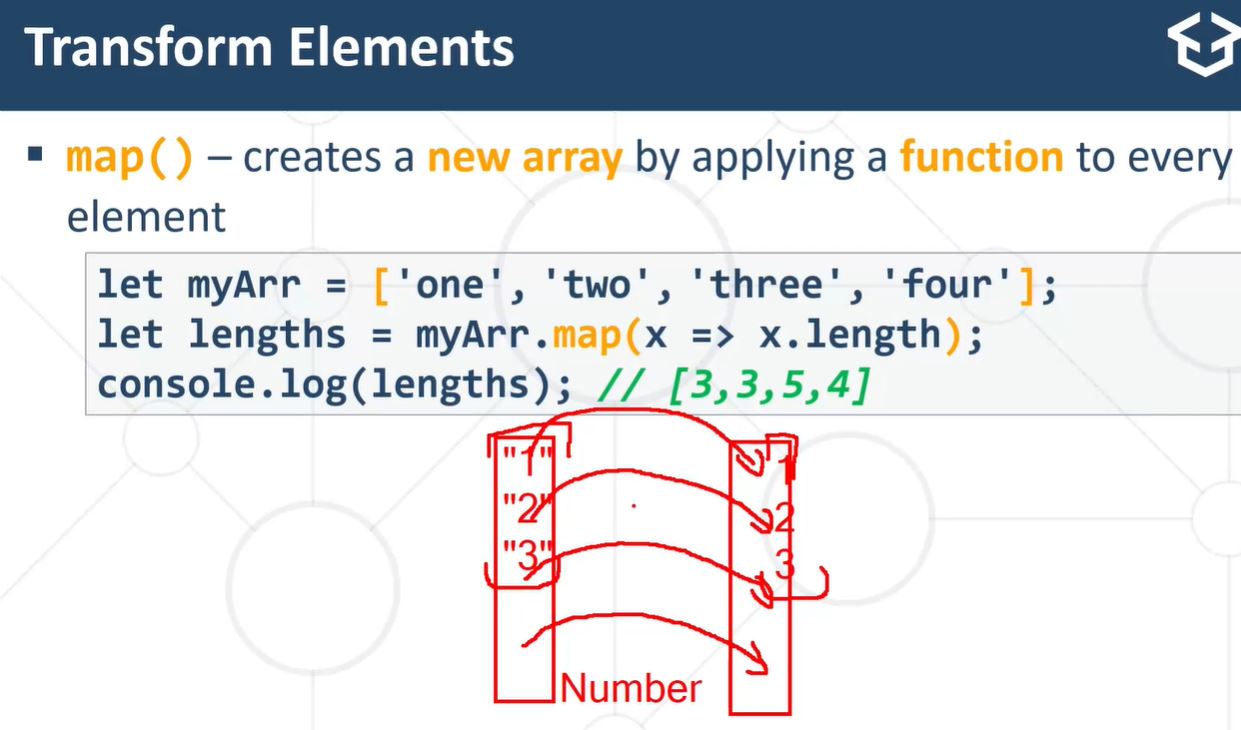 Transform Elements
▪ map() – creates a new array by applying a function to every
element
let myArr = ['one', 'two', 'three', 'four'];
let lengths = myArr.map(x => x.length);
console.log(lengths); // [3,3,5,4]
"1" 1
"2" 2
"3" 3
Number